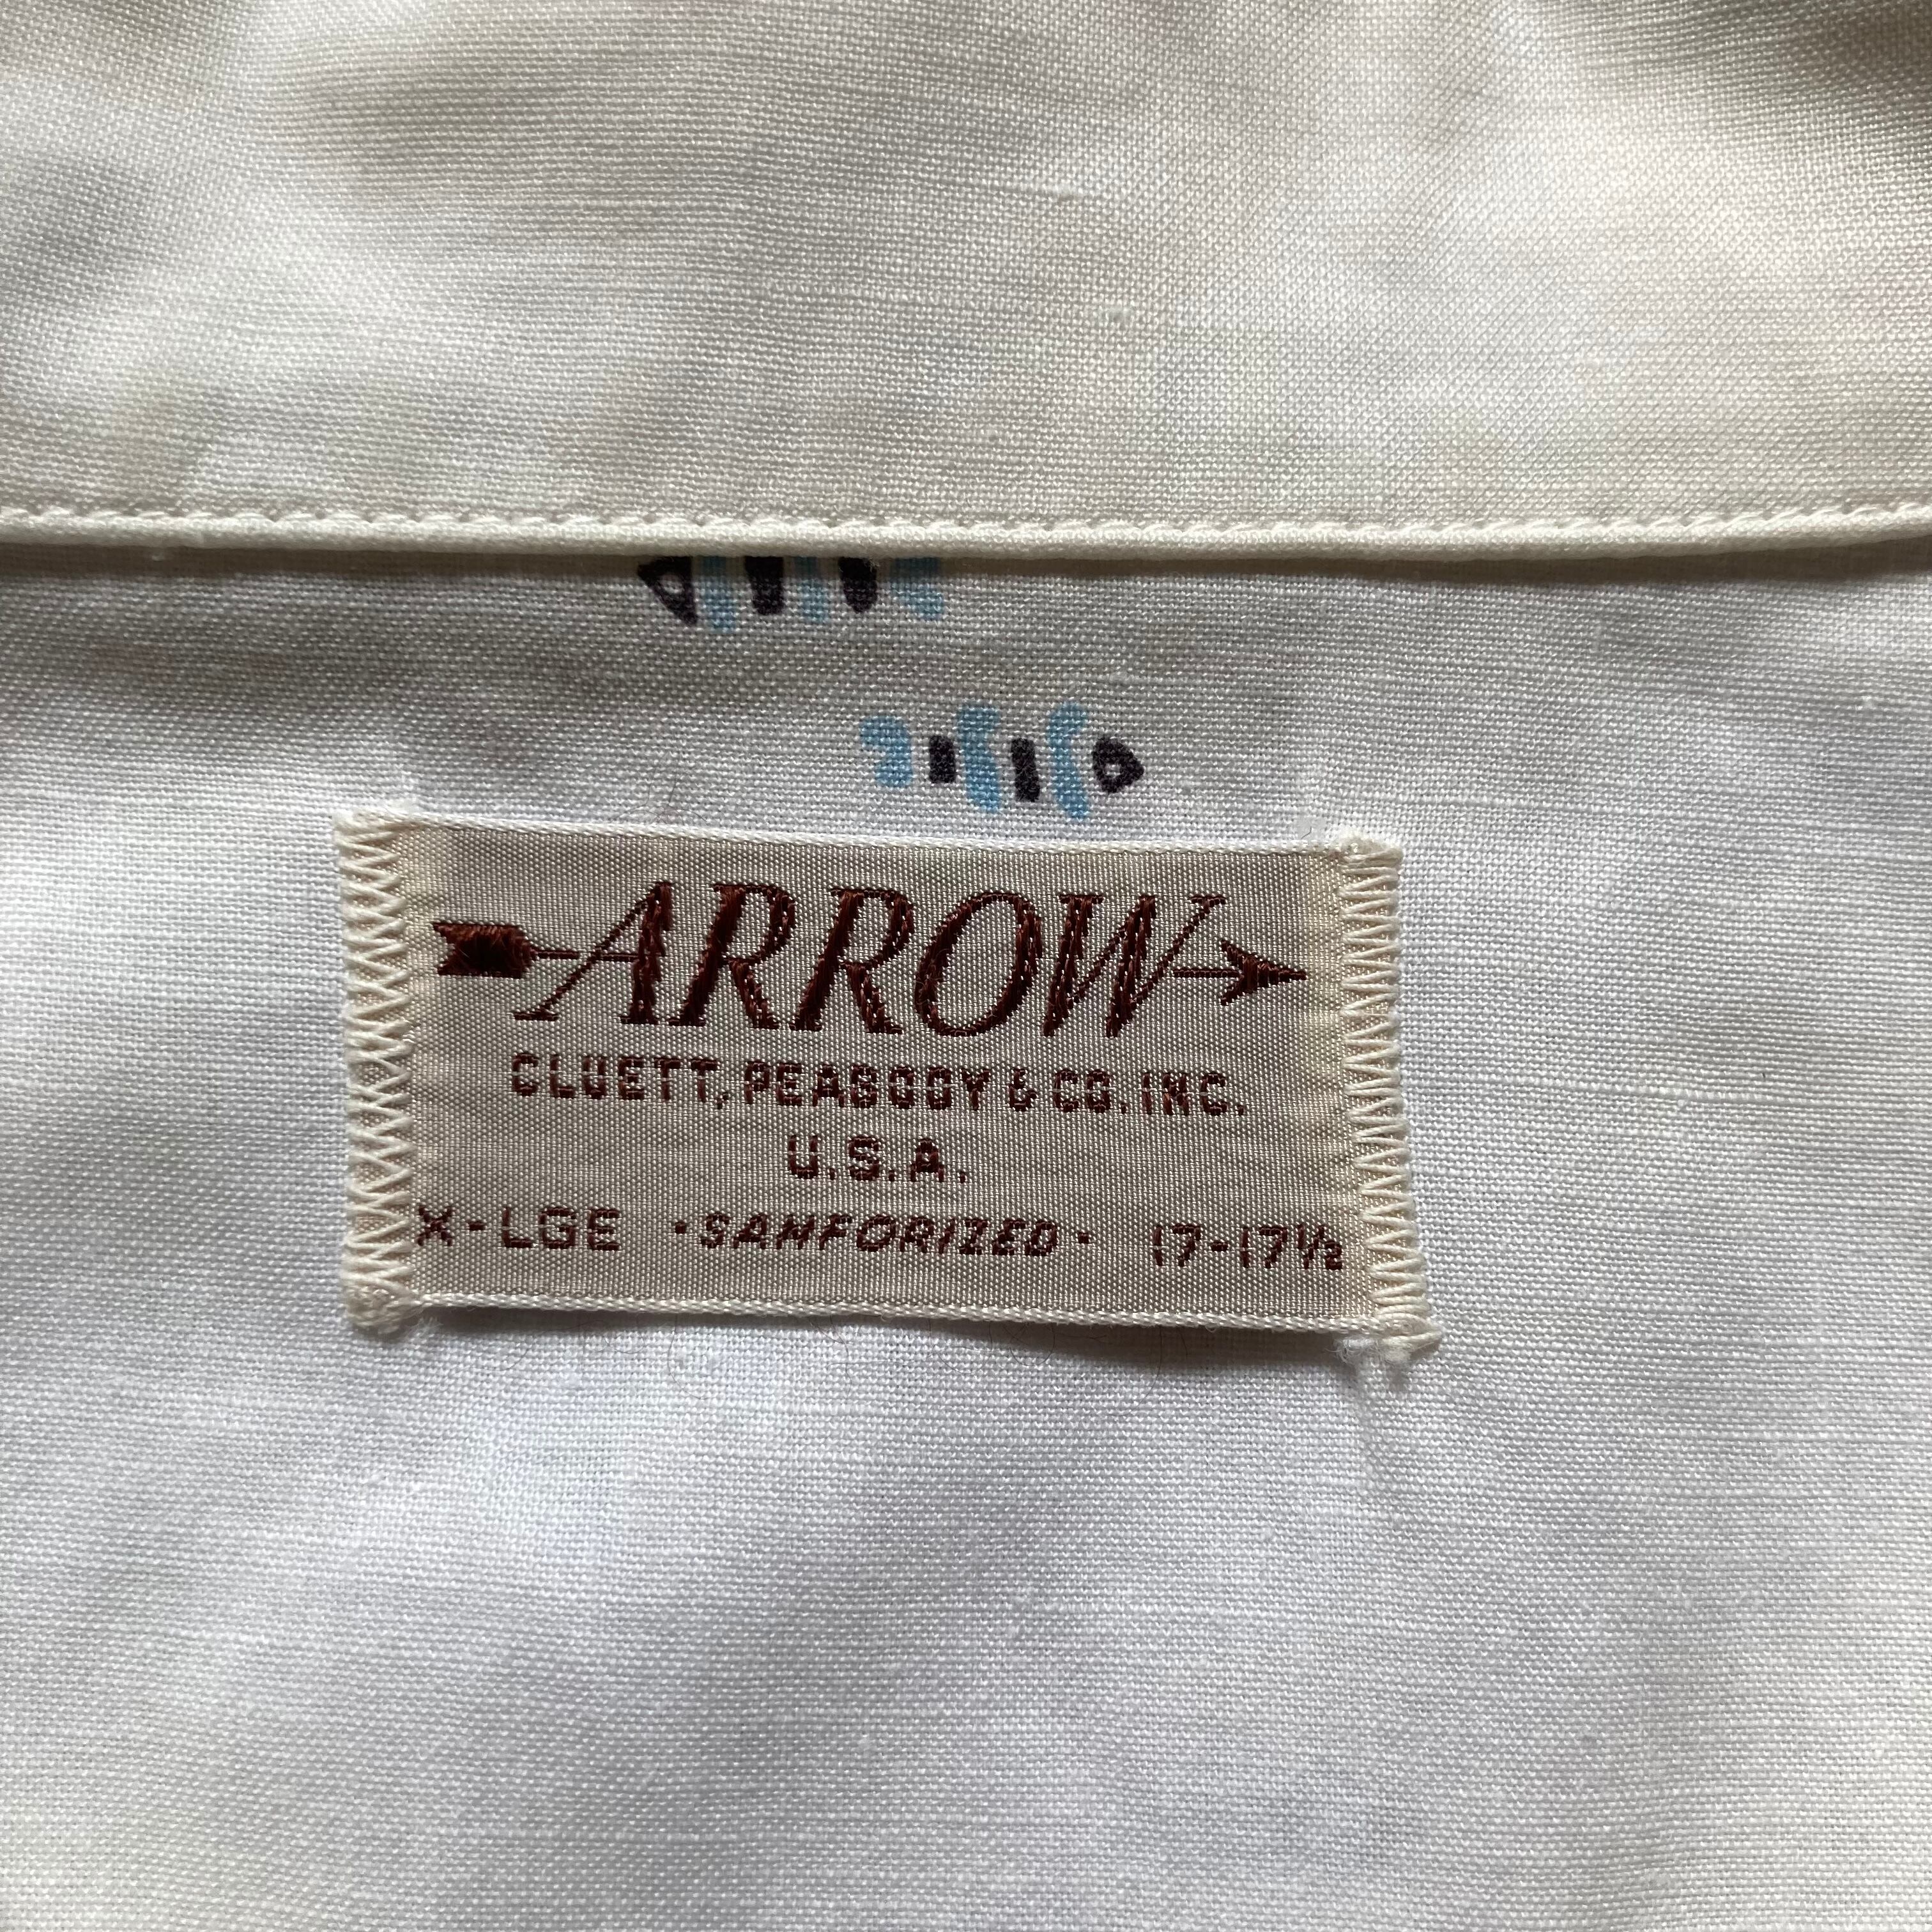 ARROW
CLUETT, PEABODY & CO. INC.
U.S.A.
X-LGE · SANFORIZED · 17-17½